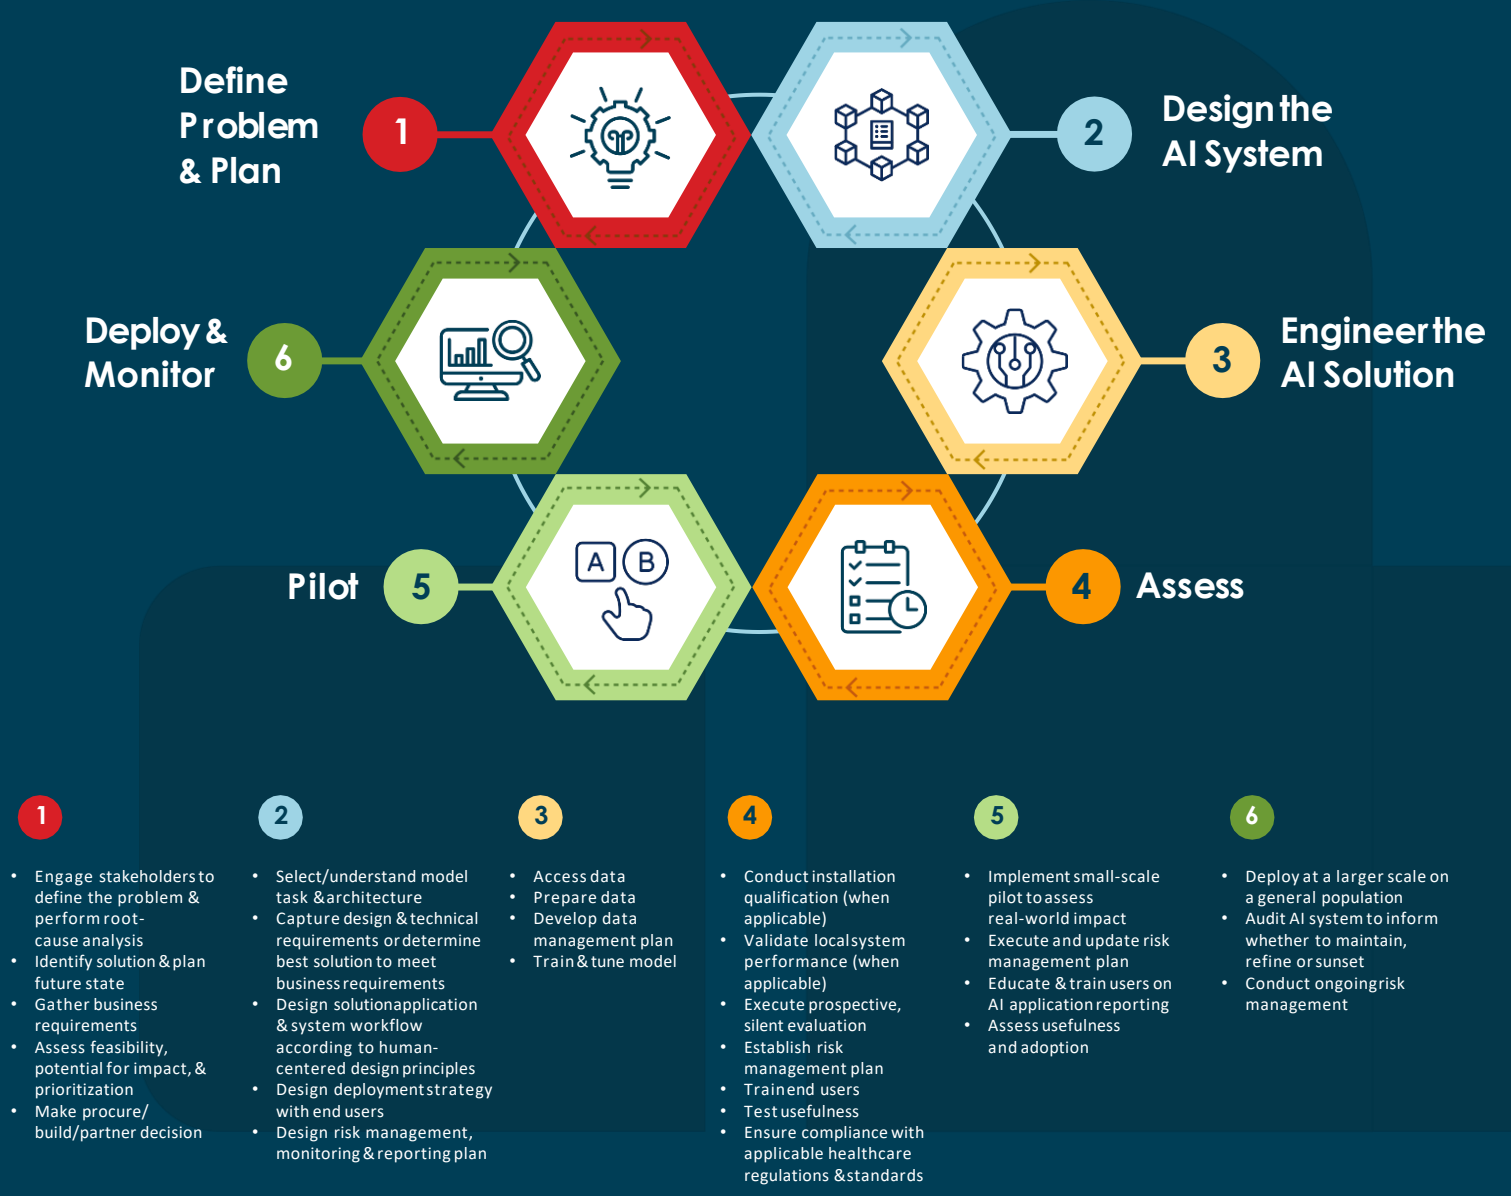 Define
Problem
& Plan
1
2
Design the
AI System
Deploy &
Monitor
6
3
Engineer the
AI Solution
A B
Pilot
5
4
Assess
1
• Engage stakeholders to
define the problem &
perform root-
cause analysis
• Identify solution & plan
future state
• Gather business
requirements
• Assess feasibility,
potential for impact, &
prioritization
• Make procure/
build/partner decision
2
• Select/understand model
task & architecture
• Capture design & technical
requirements or determine
best solution to meet
business requirements
• Design solution application
& system workflow
according to human-
centered design principles
• Design deployment strategy
with end users
• Design risk management,
monitoring & reporting plan
3
• Access data
• Prepare data
• Develop data
management plan
• Train & tune model
4
• Conduct installation
qualification (when
applicable)
• Validate local system
performance (when
applicable)
• Execute prospective,
silent evaluation
• Establish risk
management plan
• Train end users
• Test usefulness
• Ensure compliance with
applicable healthcare
regulations & standards
5
• Implement small-scale
pilot to assess
real-world impact
• Execute and update risk
management plan
• Educate & train users on
AI application reporting
• Assess usefulness
and adoption
6
• Deploy at a larger scale on
a general population
• Audit AI system to inform
whether to maintain,
refine or sunset
• Conduct ongoing risk
management